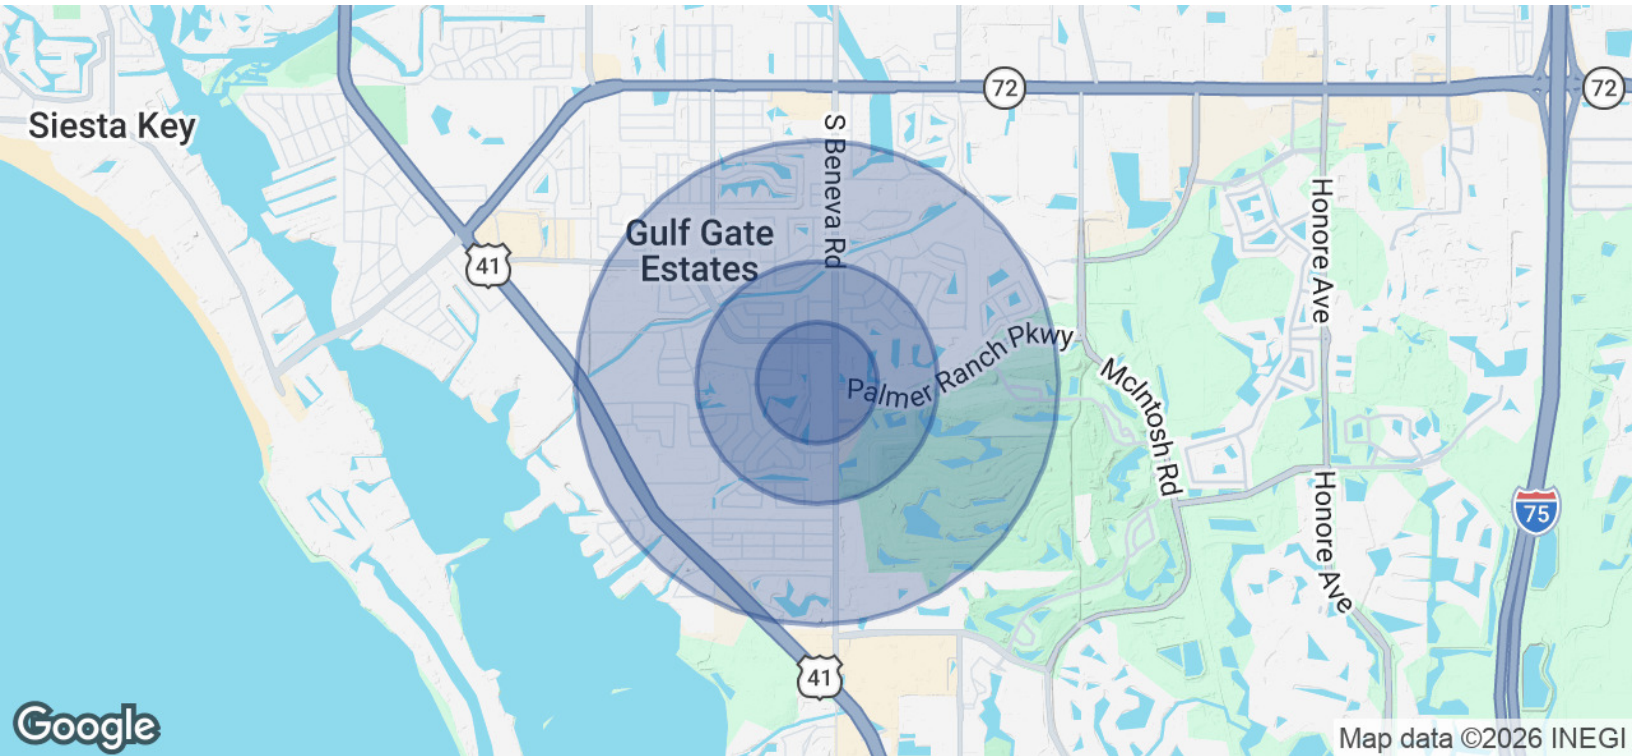 72
72
Siesta Key
S Beneva Rd
Honore Ave
Gulf Gate
Estates
41
Palmer Ranch Pkwy
McIntosh Rd
Honore Ave
75
41
Google
Map data ©2026 INEGI